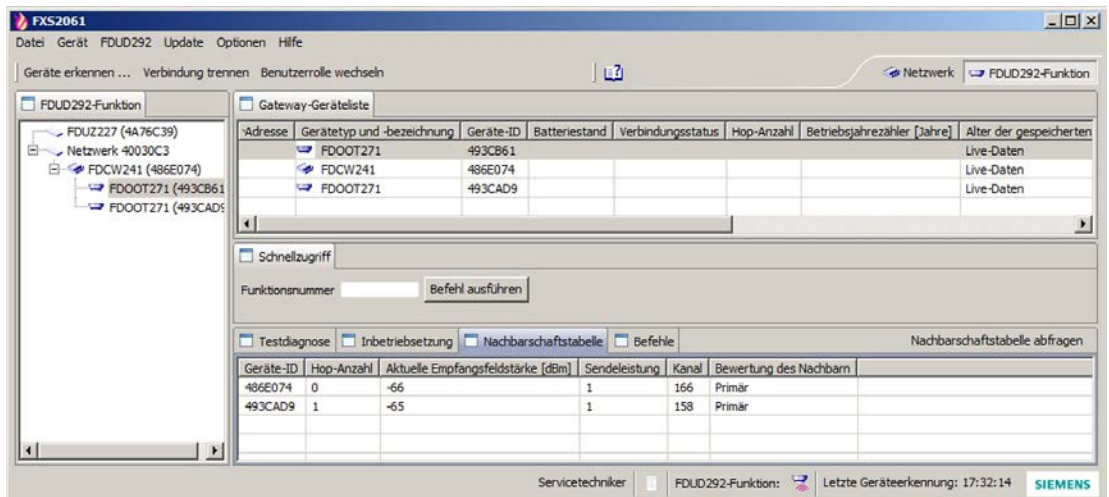 FXS2061
Datei Gerät FDUD292 Update Optionen Hilfe
Geräte erkennen ... Verbindung trennen Benutzerrolle wechseln Netzwerk FDUD292-Funktion
FDUD292-Funktion
FDUZ227 (4A76C39)
Netzwerk 40030C3
FDCW241 (486E074)
FDOOT271 (493CB61
FDOOT271 (493CAD9
Gateway-Geräteliste
Adresse Gerätetyp und -bezeichnung Geräte-ID Batteriestand Verbindungsstatus Hop-Anzahl Betriebsjahrezähler [Jahre] Alter der gespeicherten
FDOOT271 493CB61 Live-Daten
FDCW241 486E074 Live-Daten
FDOOT271 493CAD9 Live-Daten
Schnellzugriff
Funktionsnummer Befehl ausführen
Testdiagnose Inbetriebsetzung Nachbarschaftstabelle Befehle Nachbarschaftstabelle abfragen
Geräte-ID Hop-Anzahl Aktuelle Empfangsfeldstärke [dBm] Sendeleistung Kanal Bewertung des Nachbarn
486E074 0 -66 1 166 Primär
493CAD9 1 -65 1 158 Primär
Servicetechniker FDUD292-Funktion: Letzte Geräteerkennung: 17:32:14 SIEMENS